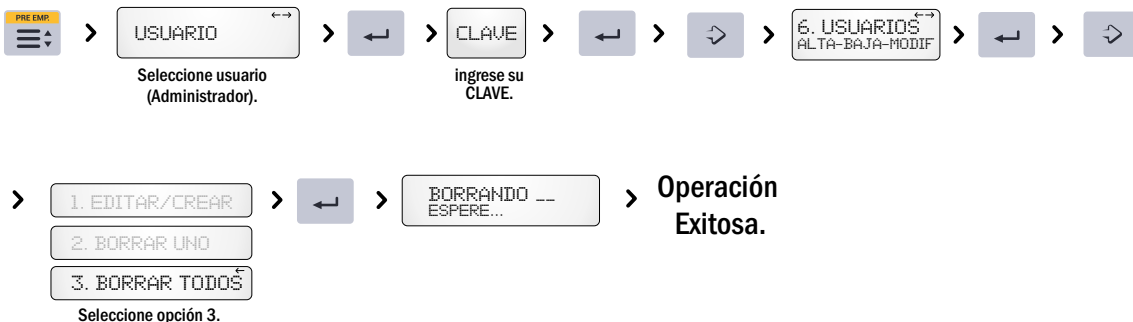 PRE EMP.
USUARIO
Seleccione usuario
(Administrador).
CLAVE
ingrese su
CLAVE.
6. USUARIOS
ALTA-BAJA-MODIF
1. EDITAR/CREAR
2. BORRAR UNO
3. BORRAR TODOS
Seleccione opción 3.
BORRANDO __
ESPERE...
Operación
Exitosa.